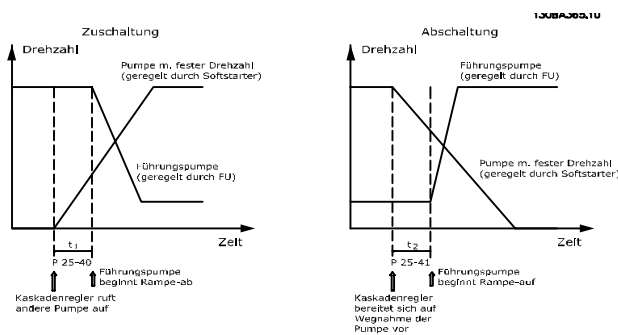 130BA365.10
Zuschaltung
Drehzahl
Pumpe m. fester Drehzahl
(geregelt durch Softstarter)
Führungspumpe
(geregelt durch FU)
Zeit
t1
P 25-40
Führungspumpe
beginnt Rampe-ab
Kaskadenregler ruft
andere Pumpe auf
Abschaltung
Drehzahl
Führungspumpe
(geregelt durch FU)
Pumpe m. fester Drehzahl
(geregelt durch Softstarter)
Zeit
t2
P 25-41
Führungspumpe
beginnt Rampe-auf
Kaskadenregler
bereitet sich auf
Wegnahme der
Pumpe vor